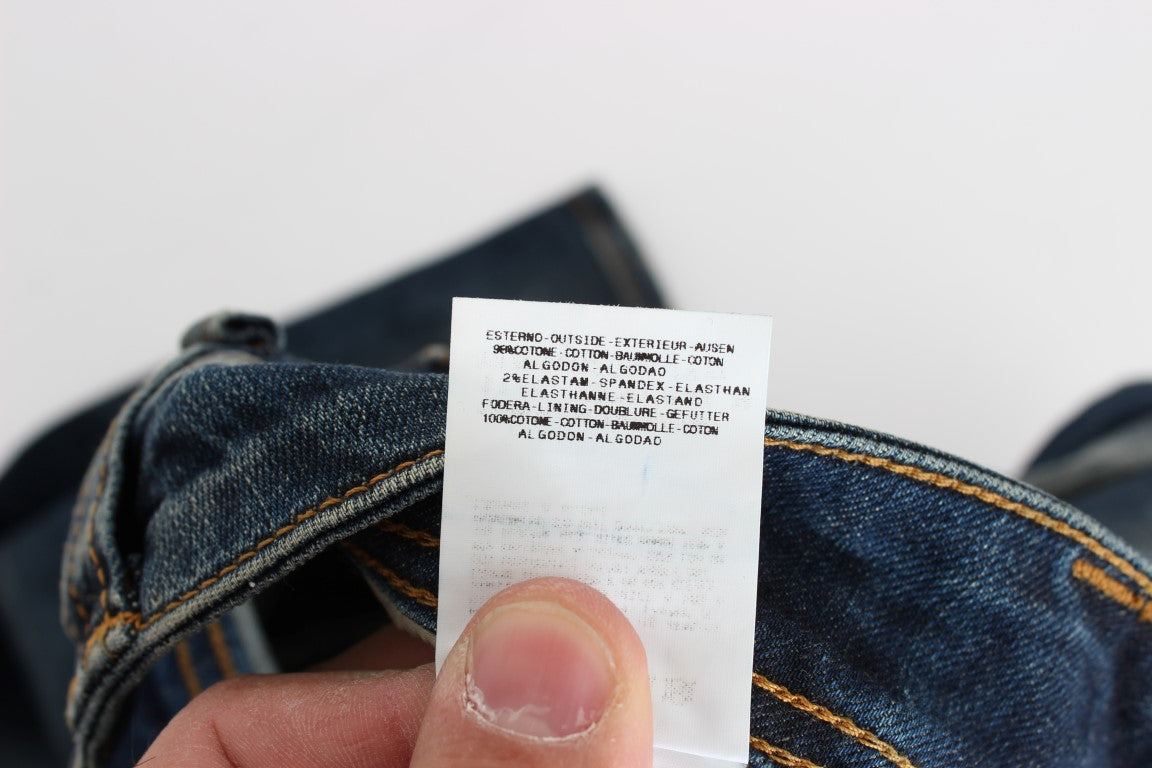 ESTERNO-OUTSIDE-EXTERIEUR-AUSEN
98%COTONE-COTTON-BAUMWOLLE-COTON
ALGODON-ALGODAO
2%ELASTAM-SPANDEX-ELASTHAN
ELASTHANNE-ELASTANO
FODERA-LINING-DOUBLURE-GEFUTTER
100%COTONE-COTTON-BAUMWOLLE-COTON
ALGODON-ALGODAO